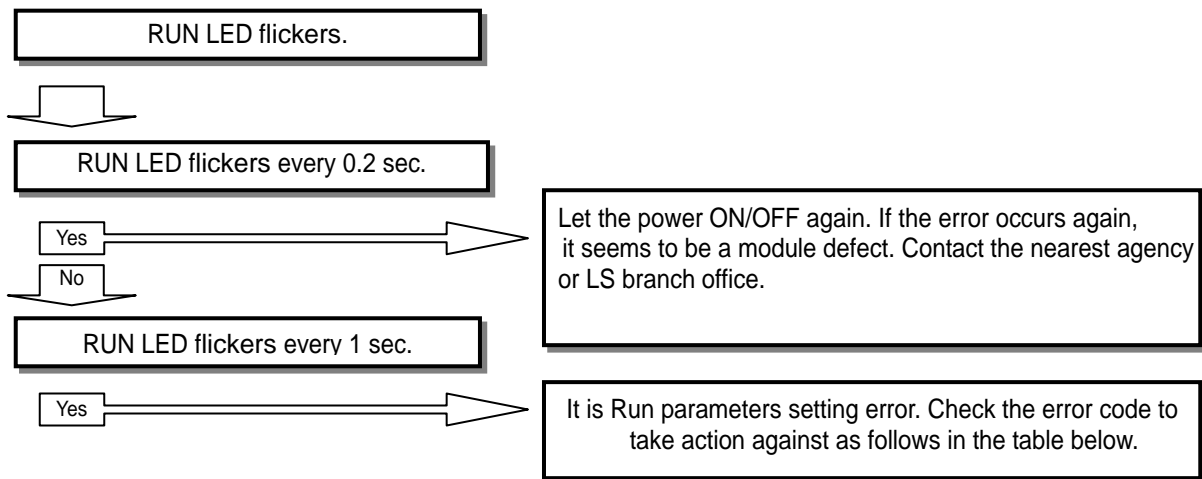 RUN LED flickers.
RUN LED flickers every 0.2 sec.
Yes
Let the power ON/OFF again. If the error occurs again,
it seems to be a module defect. Contact the nearest agency
or LS branch office.
No
RUN LED flickers every 1 sec.
Yes
It is Run parameters setting error. Check the error code to
take action against as follows in the table below.